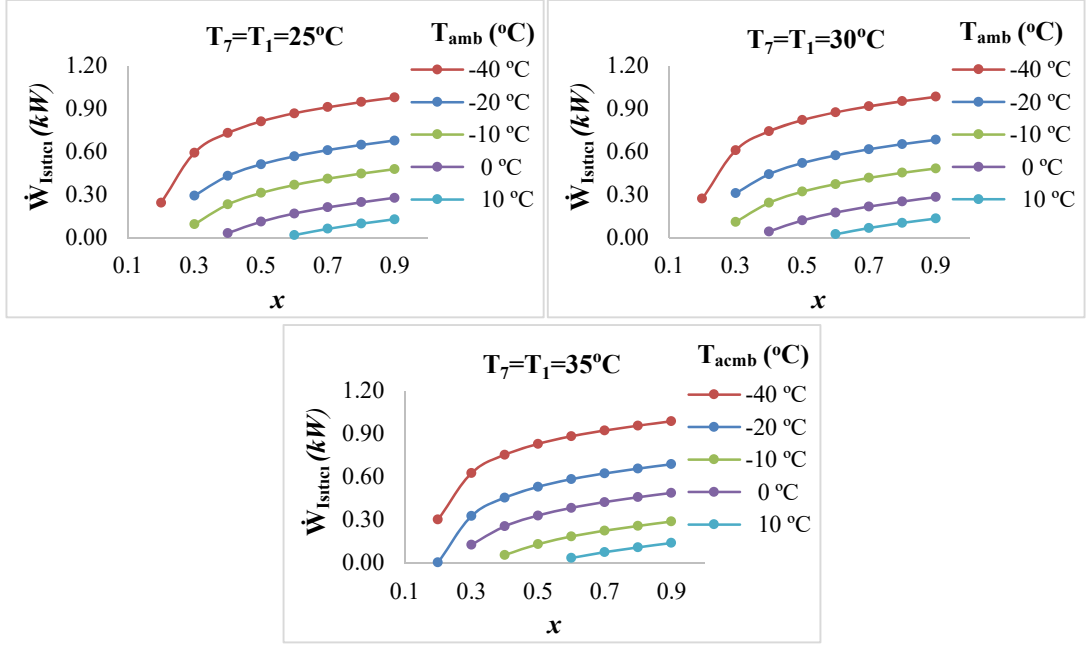 T7=T1=25ºC
Tamb (ºC)
1.20
0.90
0.60
0.30
0.00
ẆIsıtıcı (kW)
0.1 0.3 0.5 0.7 0.9
x
-40 ºC
-20 ºC
-10 ºC
0 ºC
10 ºC
T7=T1=30ºC
Tamb (ºC)
1.20
0.90
0.60
0.30
0.00
ẆIsıtıcı (kW)
0.1 0.3 0.5 0.7 0.9
x
-40 ºC
-20 ºC
-10 ºC
0 ºC
10 ºC
T7=T1=35ºC
Tacmb (ºC)
1.20
0.90
0.60
0.30
0.00
ẆIsıtıcı (kW)
0.1 0.3 0.5 0.7 0.9
x
-40 ºC
-20 ºC
-10 ºC
0 ºC
10 ºC